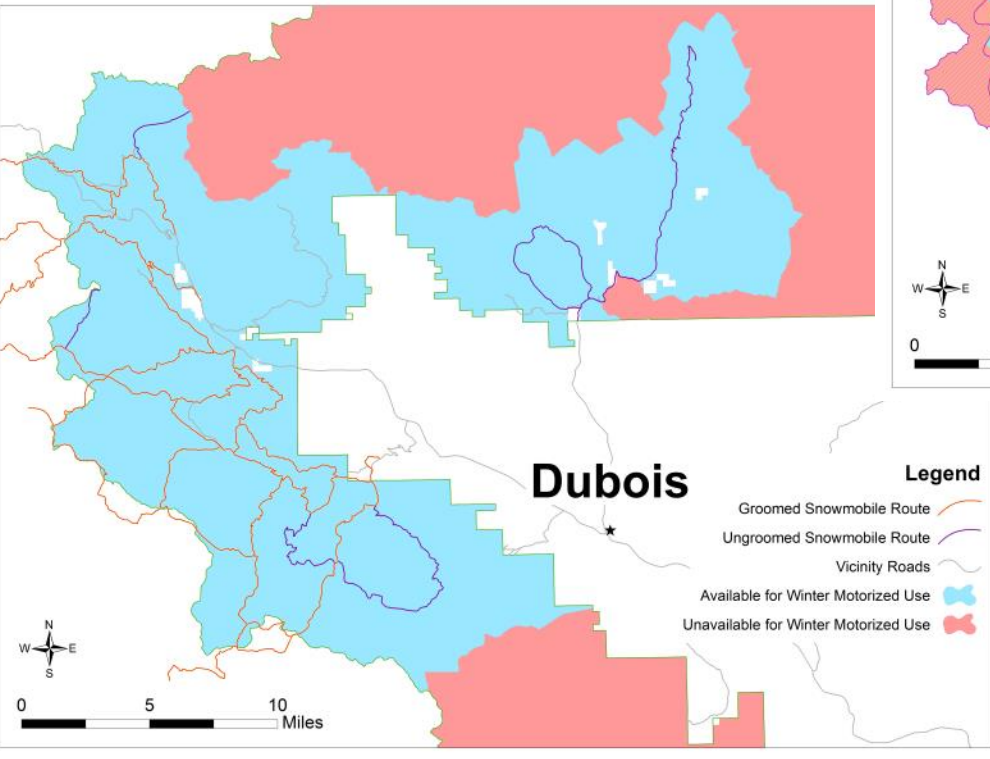 N
W E
S
0
Dubois
Legend
Groomed Snowmobile Route
Ungroomed Snowmobile Route
Vicinity Roads
Available for Winter Motorized Use
Unavailable for Winter Motorized Use
N
W E
S
0 5 10
Miles